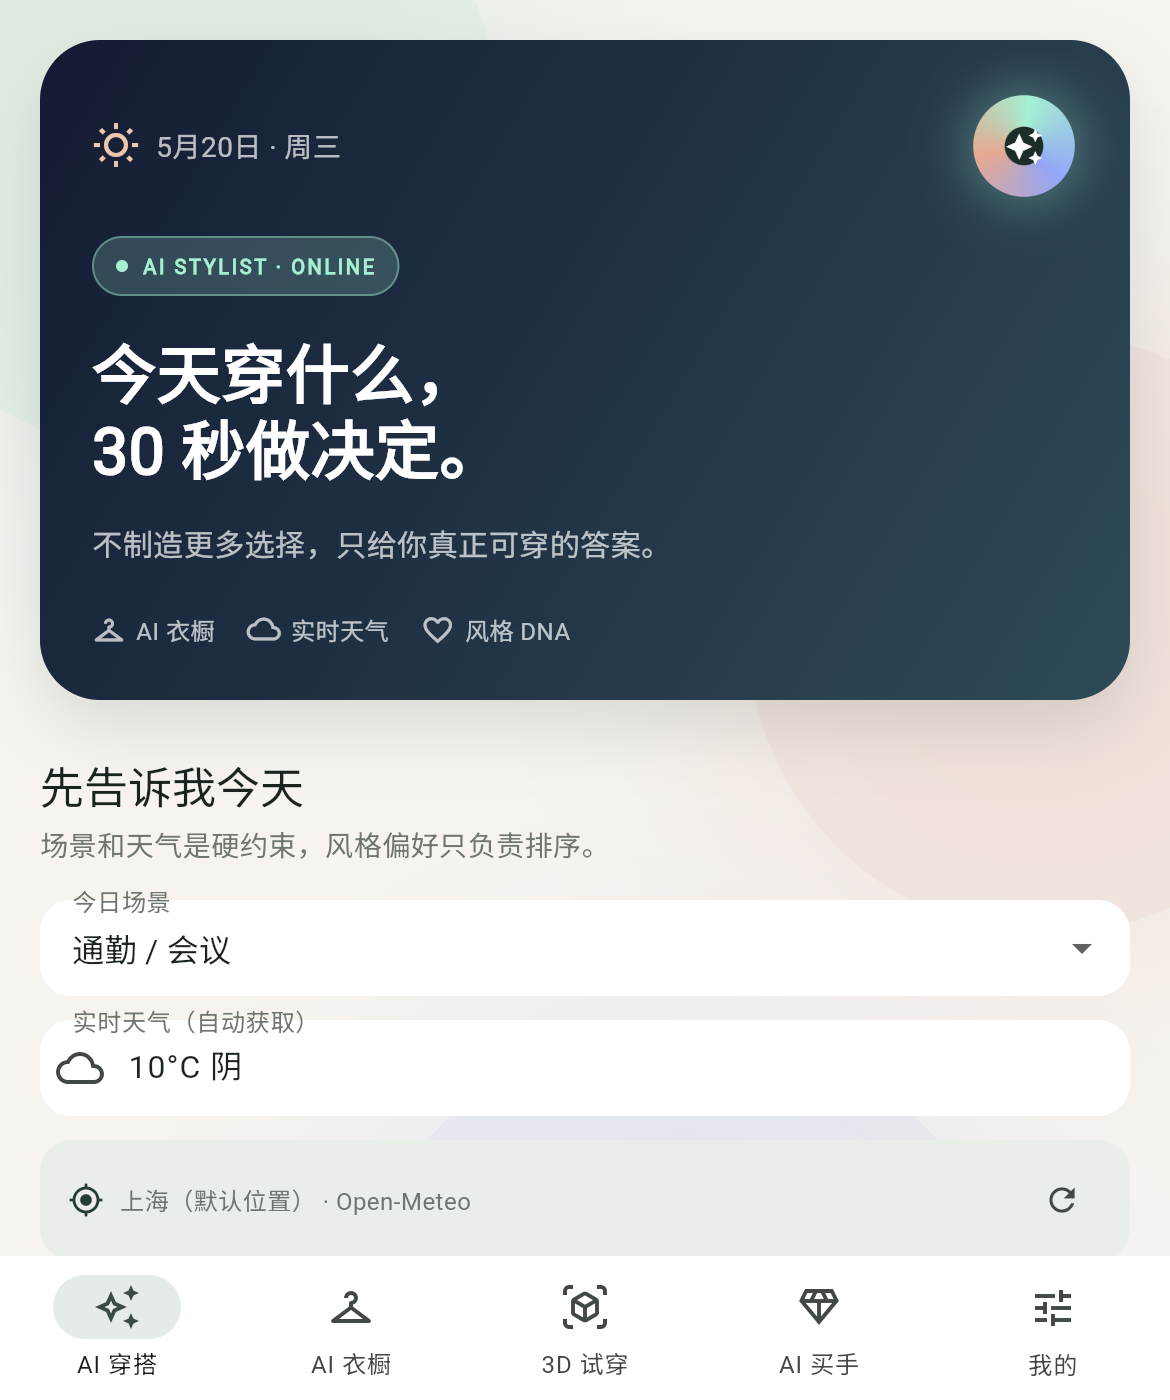 5月20日 · 周三
AI STYLIST · ONLINE
今天穿什么，
30 秒做决定。
不制造更多选择，只给你真正可穿的答案。
AI 衣橱 实时天气 风格 DNA
先告诉我今天
场景和天气是硬约束，风格偏好只负责排序。
今日场景
通勤 / 会议
实时天气（自动获取）
10°C 阴
上海（默认位置） · Open-Meteo
AI 穿搭 AI 衣橱 3D 试穿 AI 买手 我的